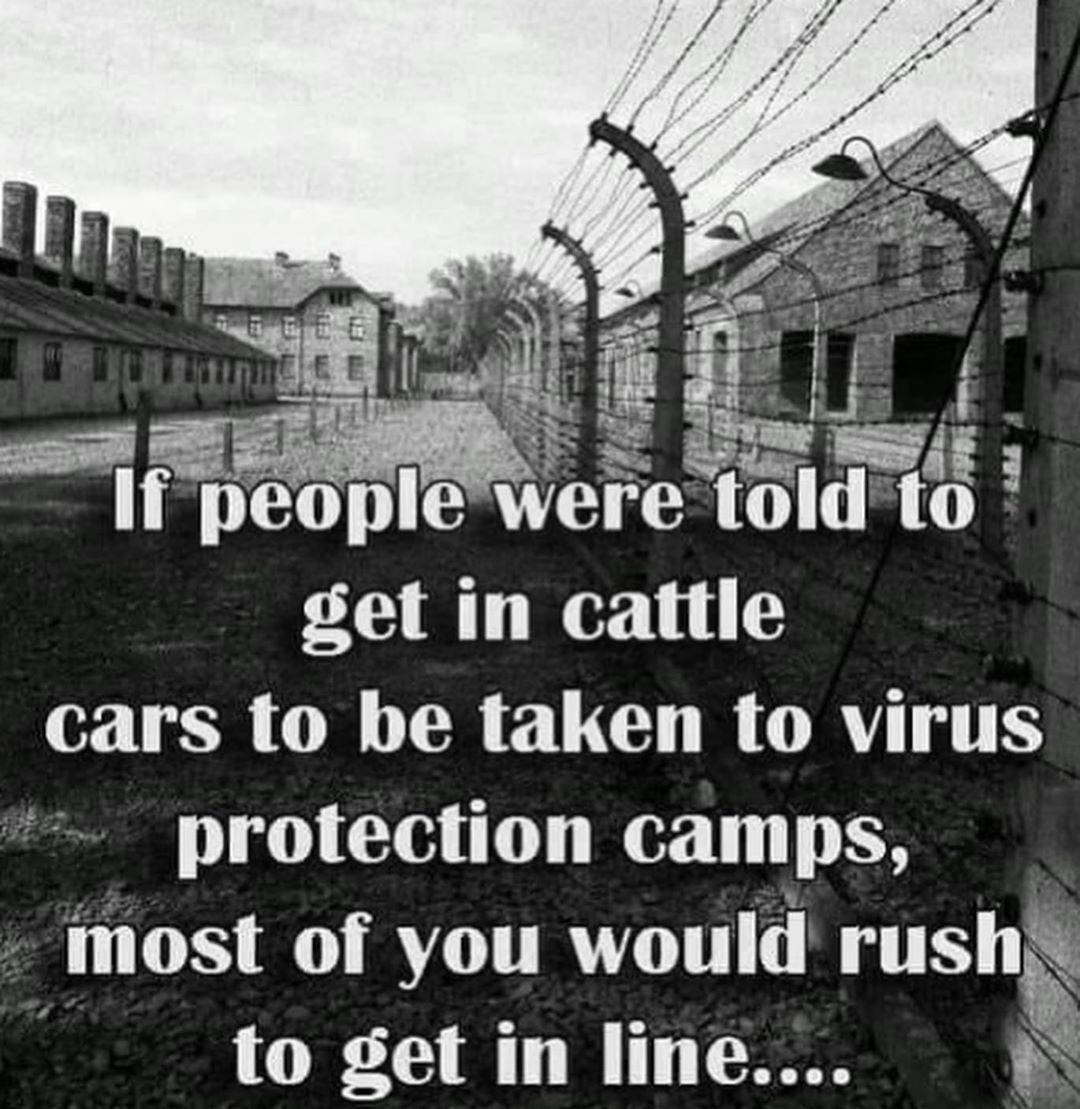 If people were told to
get in cattle
cars to be taken to virus
protection camps,
most of you would rush
to get in line....